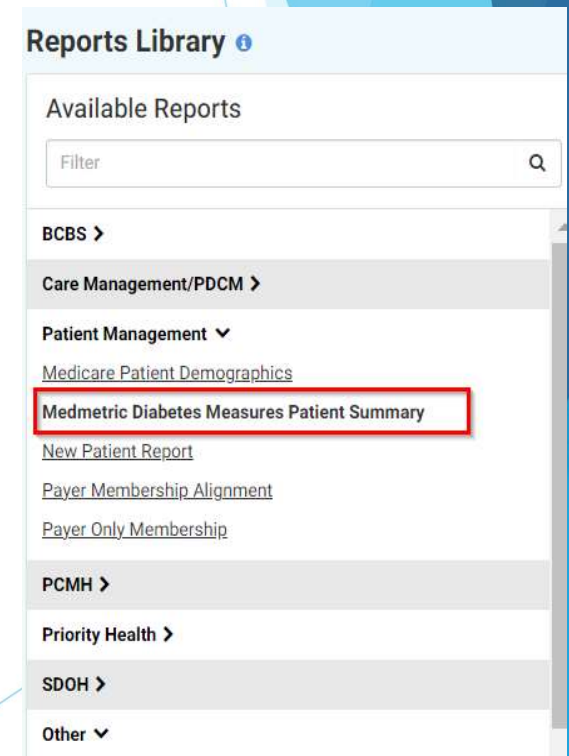 Reports Library
Available Reports
Filter
BCBS
Care Management/PDCM
Patient Management
Medicare Patient Demographics
Medmetric Diabetes Measures Patient Summary
New Patient Report
Payer Membership Alignment
Payer Only Membership
PCMH
Priority Health
SDOH
Other